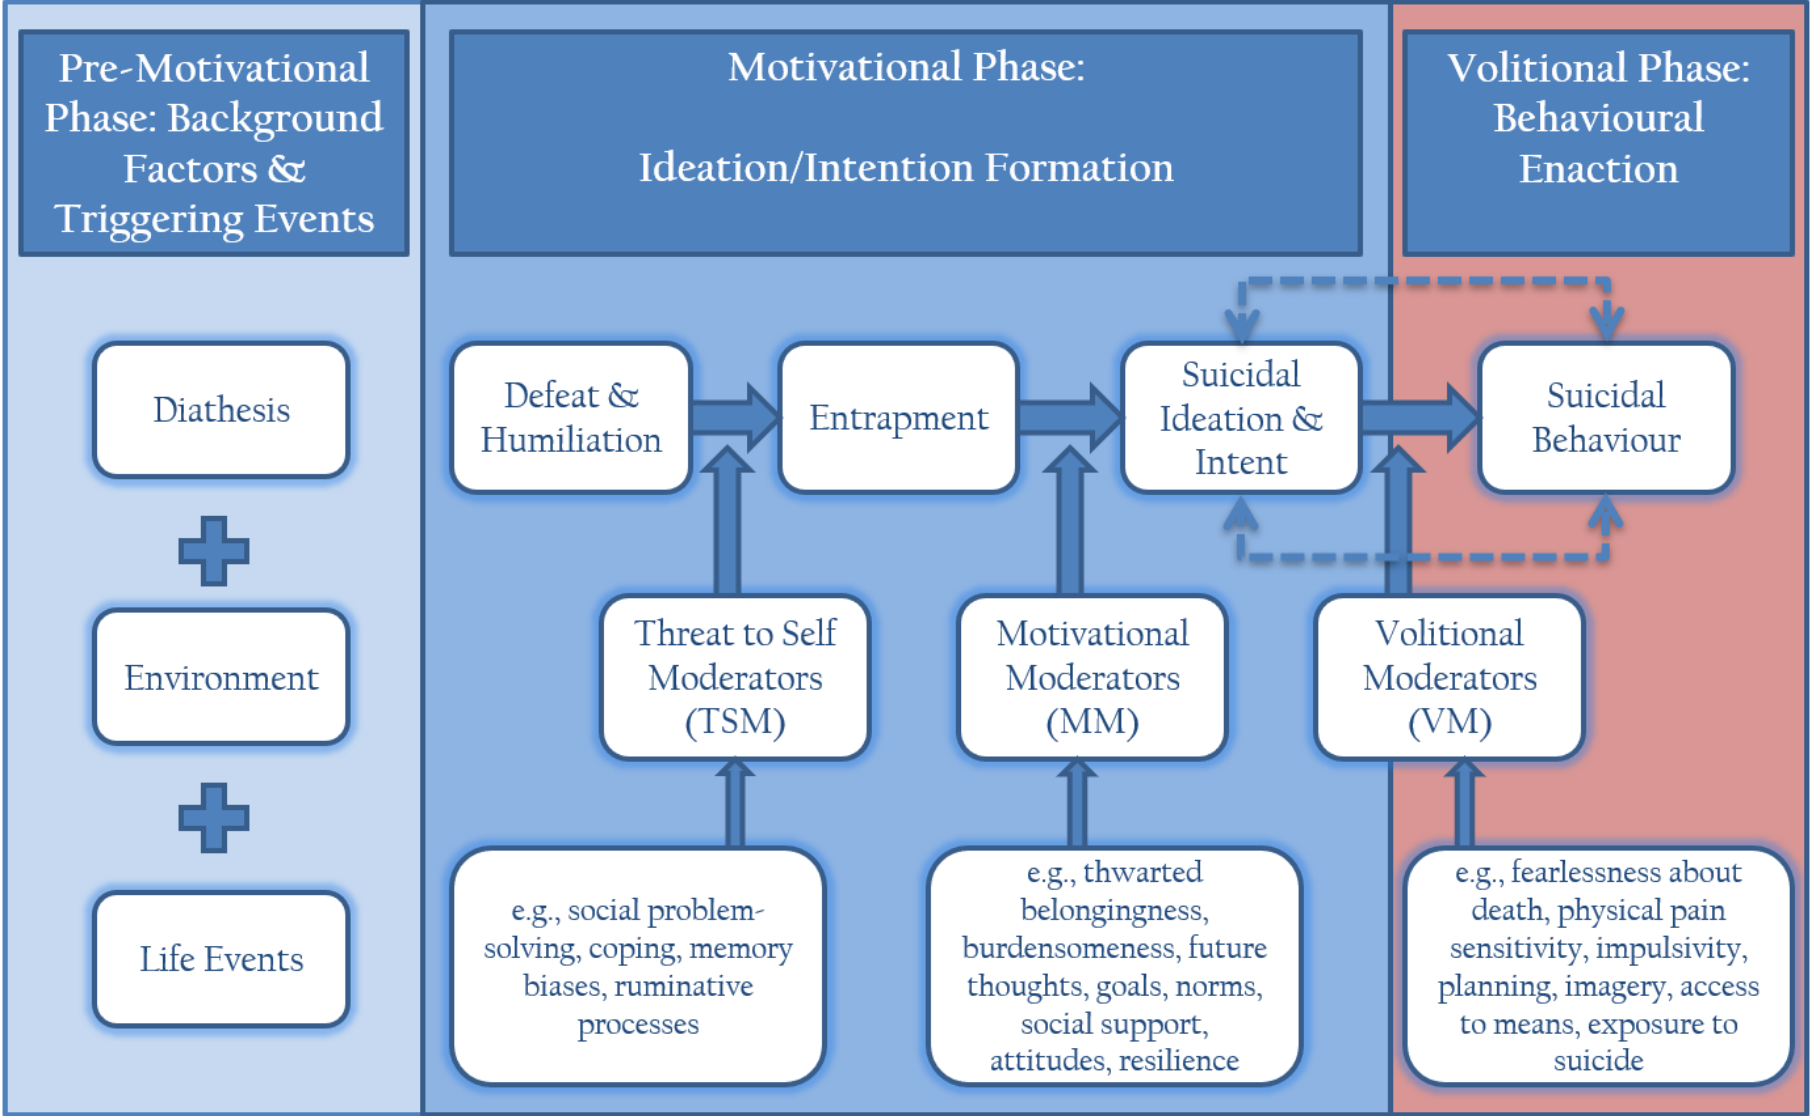 Pre-Motivational
Phase: Background
Factors &
Triggering Events
Motivational Phase:
Ideation/Intention Formation
Volitional Phase:
Behavioural
Enaction
Diathesis
Environment
Life Events
Defeat &
Humiliation
Entrapment
Suicidal
Ideation &
Intent
Suicidal
Behaviour
Threat to Self
Moderators
(TSM)
Motivational
Moderators
(MM)
Volitional
Moderators
(VM)
e.g., social problem-
solving, coping, memory
biases, ruminative
processes
e.g., thwarted
belongingness,
burdensomeness, future
thoughts, goals, norms,
social support,
attitudes, resilience
e.g., fearlessness about
death, physical pain
sensitivity, impulsivity,
planning, imagery, access
to means, exposure to
suicide